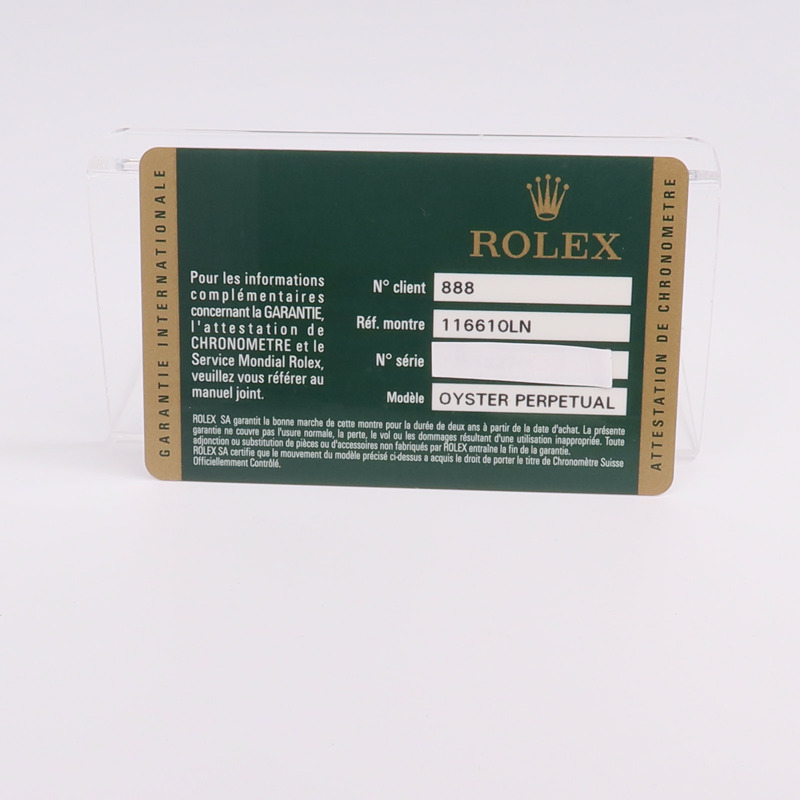 GARANTIE INTERNATIONALE
ROLEX
Pour les informations
complémentaires
concernant la GARANTIE,
l'attestation de
CHRONOMETRE et le
Service Mondial Rolex,
veuillez vous référer au
manuel joint.
N° client 888
Réf. montre 116610LN
N° série
Modèle OYSTER PERPETUAL
ROLEX SA garantit la bonne marche de cette montre pour la durée de deux ans à partir de la date d'achat. La présente
garantie ne couvre pas l'usure normale, la perte, le vol ou les dommages résultant d'une utilisation inappropriée. Toute
adjonction ou substitution de pièces ou d'accessoires non fabriqués par ROLEX entraîne la fin de la garantie.
ROLEX SA certifie que le mouvement du modèle précisé ci-dessus a acquis le droit de porter le titre de Chronomètre Suisse
Officiellement Contrôlé.
ATTESTATION DE CHRONOMETRE